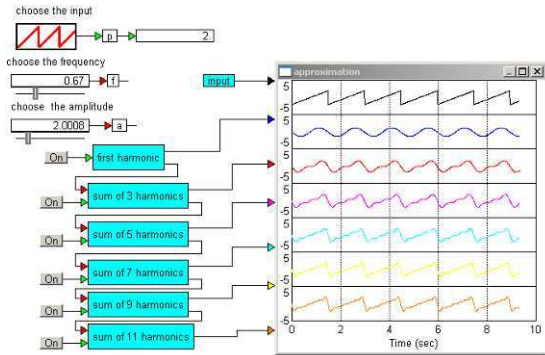 choose the input
p
2.
choose the frequency
0.67
f
choose the amplitude
2.0008
a
input
On
first harmonic
On
sum of 3 harmonics
On
sum of 5 harmonics
On
sum of 7 harmonics
On
sum of 9 harmonics
On
sum of 11 harmonics
approximation
5
-5
5
-5
5
-5
5
-5
5
-5
5
-5
5
-5
0 2 4 6 8 10
Time (sec)